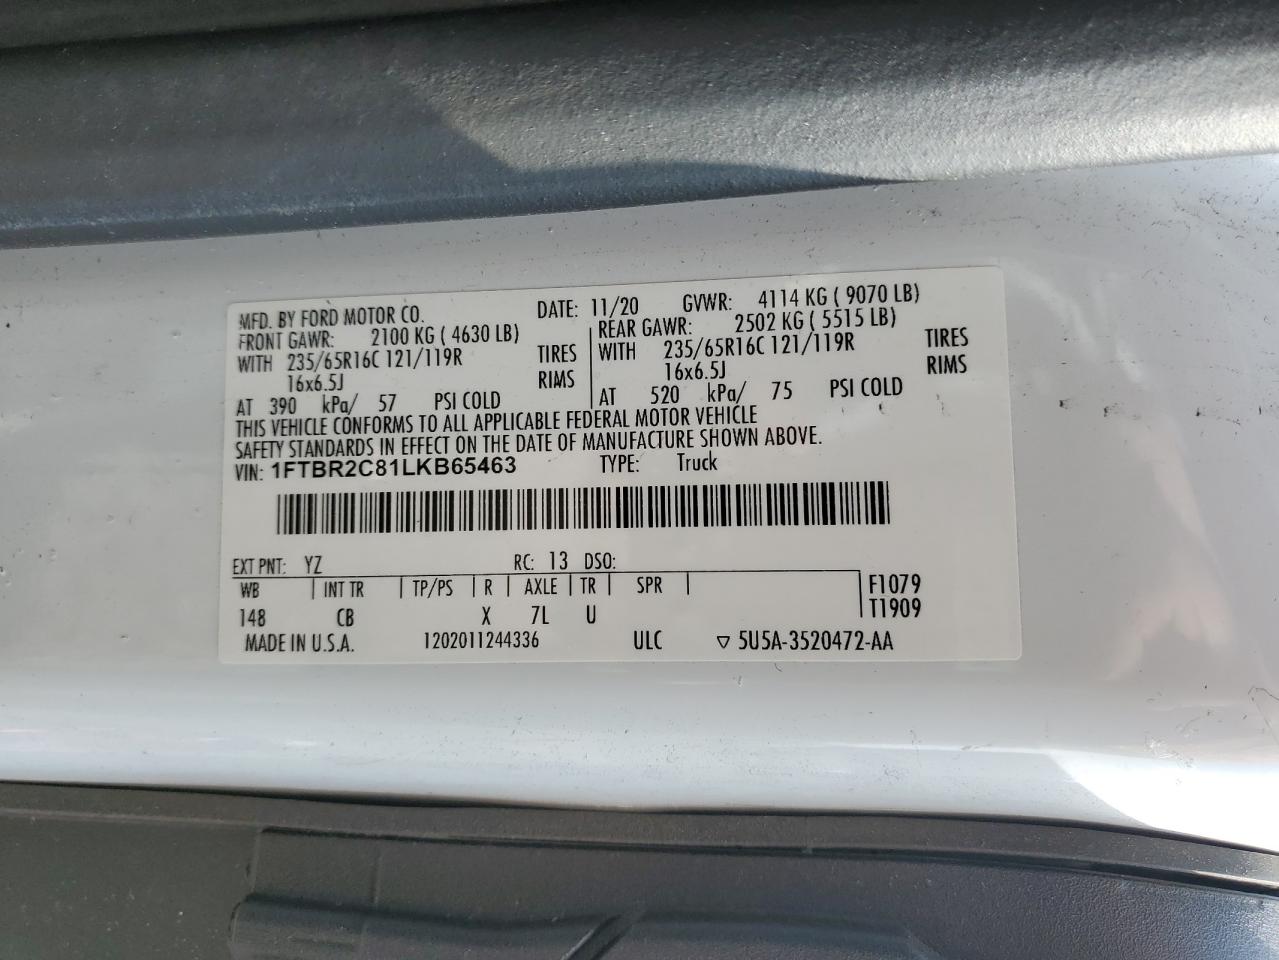 MFD. BY FORD MOTOR CO. DATE: 11/20 GVWR: 4114 KG ( 9070 LB)
FRONT GAWR: 2100 KG ( 4630 LB) REAR GAWR: 2502 KG ( 5515 LB)
WITH 235/65R16C 121/119R TIRES WITH 235/65R16C 121/119R TIRES
16x6.5J RIMS 16x6.5J RIMS
AT 390 kPa/ 57 PSI COLD AT 520 kPa/ 75 PSI COLD
THIS VEHICLE CONFORMS TO ALL APPLICABLE FEDERAL MOTOR VEHICLE
SAFETY STANDARDS IN EFFECT ON THE DATE OF MANUFACTURE SHOWN ABOVE.
VIN: 1FTBR2C81LKB65463 TYPE: Truck
EXT PNT: YZ RC: 13 DSO:
WB INT TR TP/PS R AXLE TR SPR F1079
148 CB X 7L U T1909
MADE IN U.S.A. 1202011244336 ULC ▽ 5U5A-3520472-AA